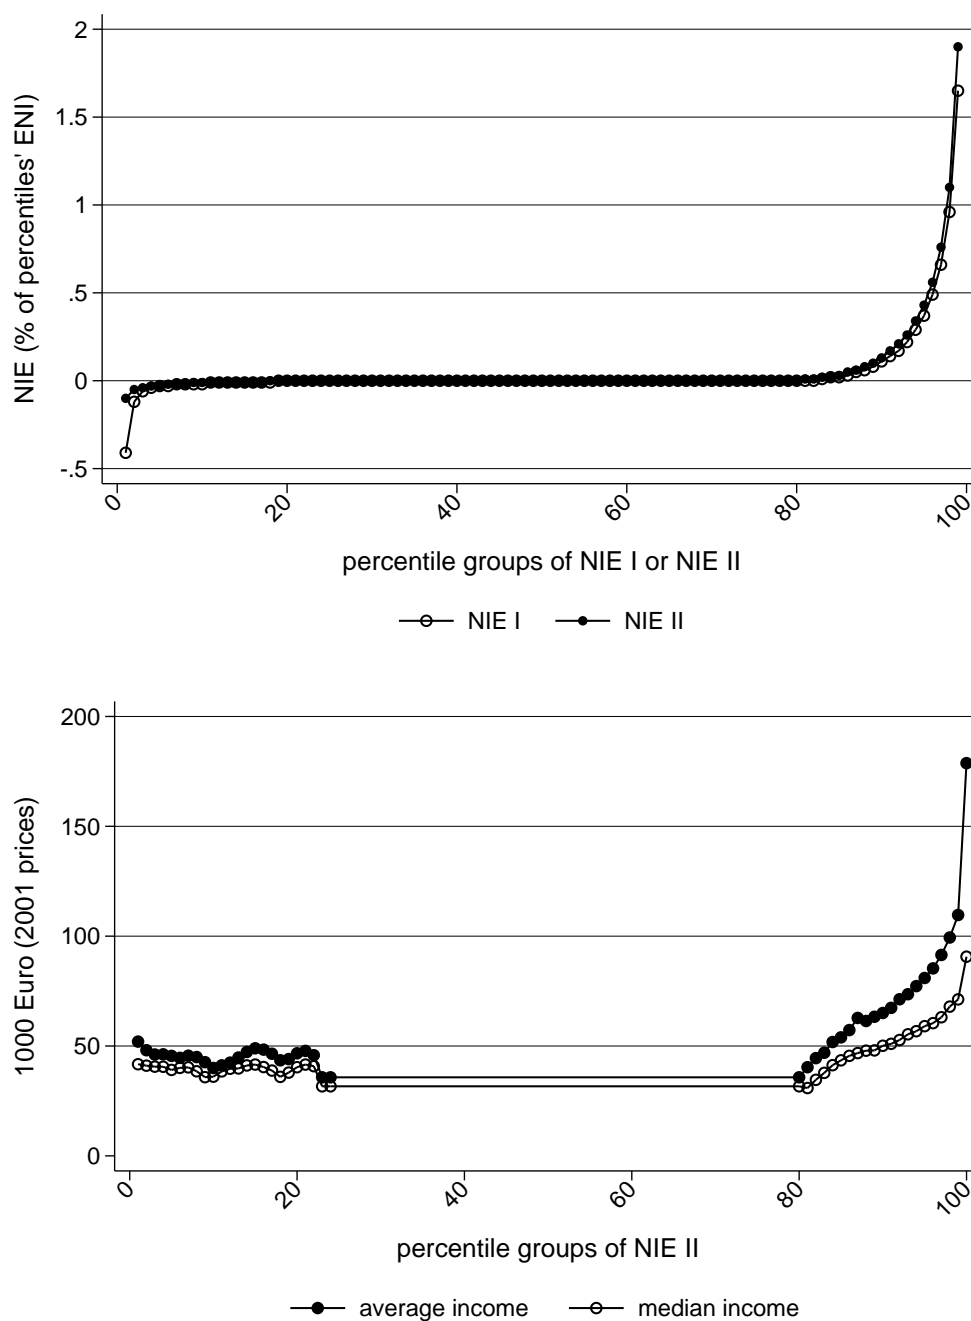 2
1.5
1
.5
0
-.5
NIE (% of percentiles' ENI)
0
20
40
60
80
100
percentile groups of NIE I or NIE II
NIE I
NIE II
200
150
100
50
0
1000 Euro (2001 prices)
0
20
40
60
80
100
percentile groups of NIE II
average income
median income